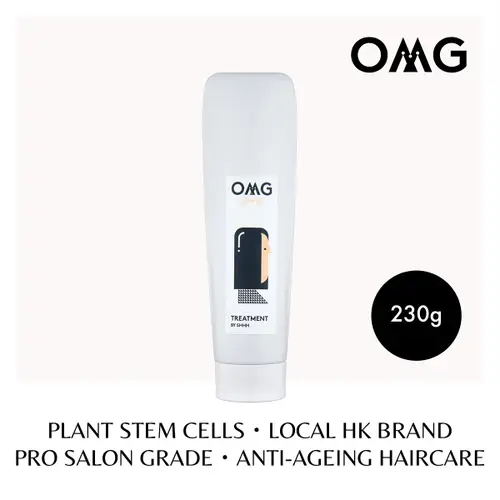 OMG
OMG
TREATMENT
BY SHHH
230g
PLANT STEM CELLS • LOCAL HK BRAND
PRO SALON GRADE • ANTI-AGEING HAIRCARE